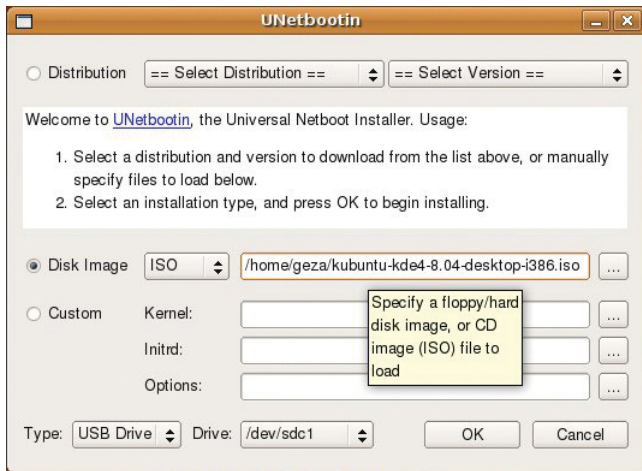 UNetbootin
Distribution == Select Distribution == == Select Version ==
Welcome to UNetbootin, the Universal Netboot Installer. Usage:
1. Select a distribution and version to download from the list above, or manually
specify files to load below.
2. Select an installation type, and press OK to begin installing.
Disk Image ISO /home/geza/kubuntu-kde4-8.04-desktop-i386.iso ...
Specify a floppy/hard
disk image, or CD
image (ISO) file to
load
Custom Kernel: ...
Initrd: ...
Options: ...
Type: USB Drive Drive: /dev/sdc1 OK Cancel